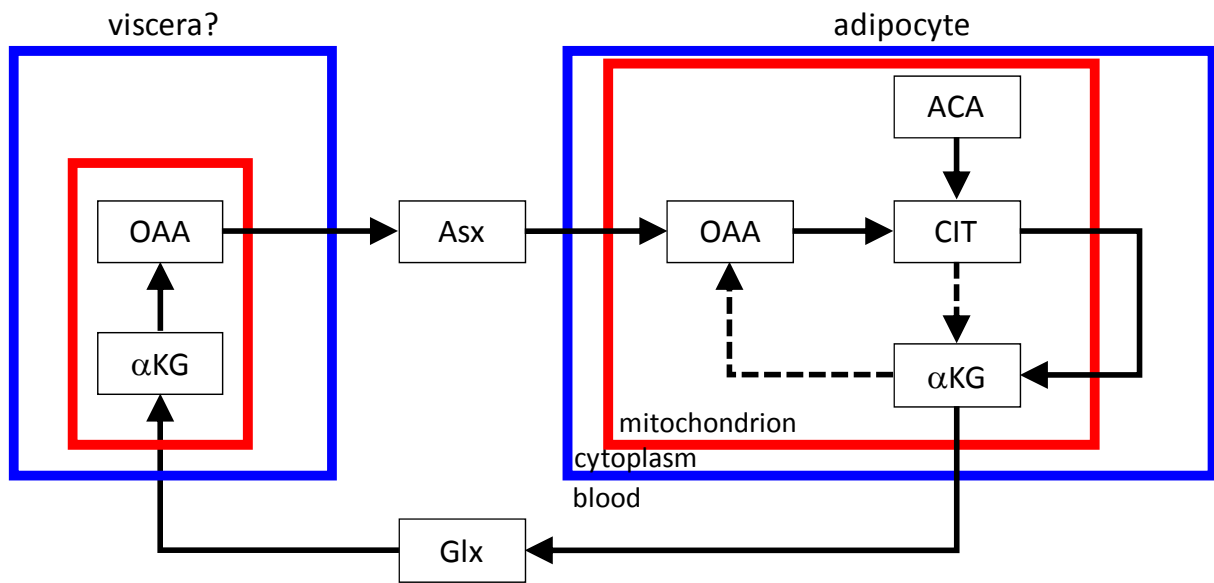 viscera?
adipocyte
ACA
OAA
Asx
OAA
CIT
αKG
αKG
mitochondrion
cytoplasm
blood
Glx